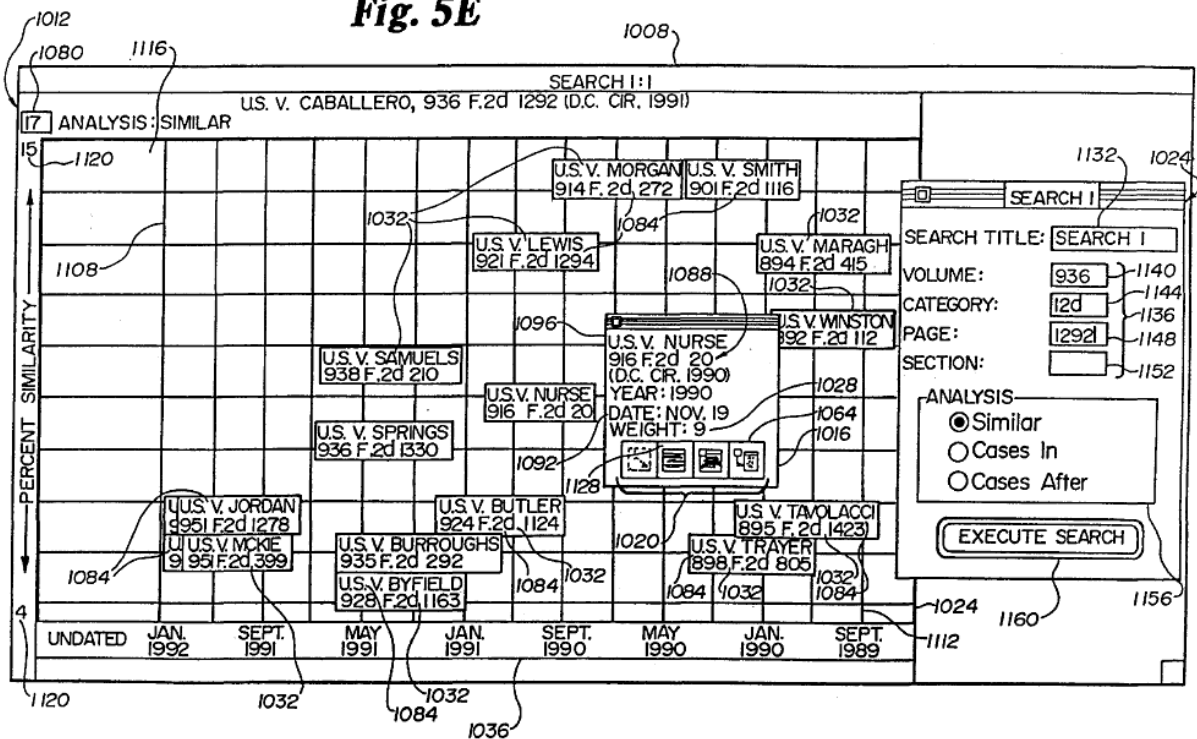 Fig. 5E
1012
1080
1116
1008
SEARCH 1:1
U.S. V. CABALLERO, 936 F.2d 1292 (D.C. CIR. 1991)
17 ANALYSIS: SIMILAR
15
1120
1108
PERCENT SIMILARITY
4
1120
1032
U.S. V. MORGAN
914 F. 2d, 272
U.S. V. SMITH
901 F.2d 1116
1084
1032
U.S. V. LEWIS
921 F.2d 1294
1032
U.S. V. MARAGH
894 F.2d 415
1088
1032
U.S. V. WINSTON
892 F.2d 112
1096
U.S. V. NURSE
916 F.2d 20
(D.C. CIR. 1990)
YEAR: 1990
DATE: NOV. 19
WEIGHT: 9
1028
1064
1016
1092
1128
1020
U.S. V. SAMUELS
938 F.2d 210
U.S. V. NURSE
916 F.2d 20
U.S. V. SPRINGS
936 F.2d 1330
U.S. V. JORDAN
951 F.2d 1278
U.S. V. MCKIE
951 F.2d, 399
1084
U.S. V. BUTLER
924 F.2d 1124
U.S. V. BURROUGHS
935 F.2d 292
1084
1032
U.S. V. BYFIELD
928 F.2d 1163
U.S. V. TAVOLACCI
895 F.2d, 1423
U.S. V. TRAYER
898 F.2d 805
1084
1032
1032
1084
1024
1112
UNDATED
JAN. 1992
SEPT. 1991
MAY 1991
JAN. 1991
SEPT. 1990
MAY 1990
JAN. 1990
SEPT. 1989
1032
1084
1032
1036
1132
1024
SEARCH 1
SEARCH TITLE: SEARCH 1
VOLUME: 936
1140
CATEGORY: 12d
1144
1136
PAGE: 1292
1148
SECTION:
1152
ANALYSIS
Similar
Cases In
Cases After
EXECUTE SEARCH
1160
1156